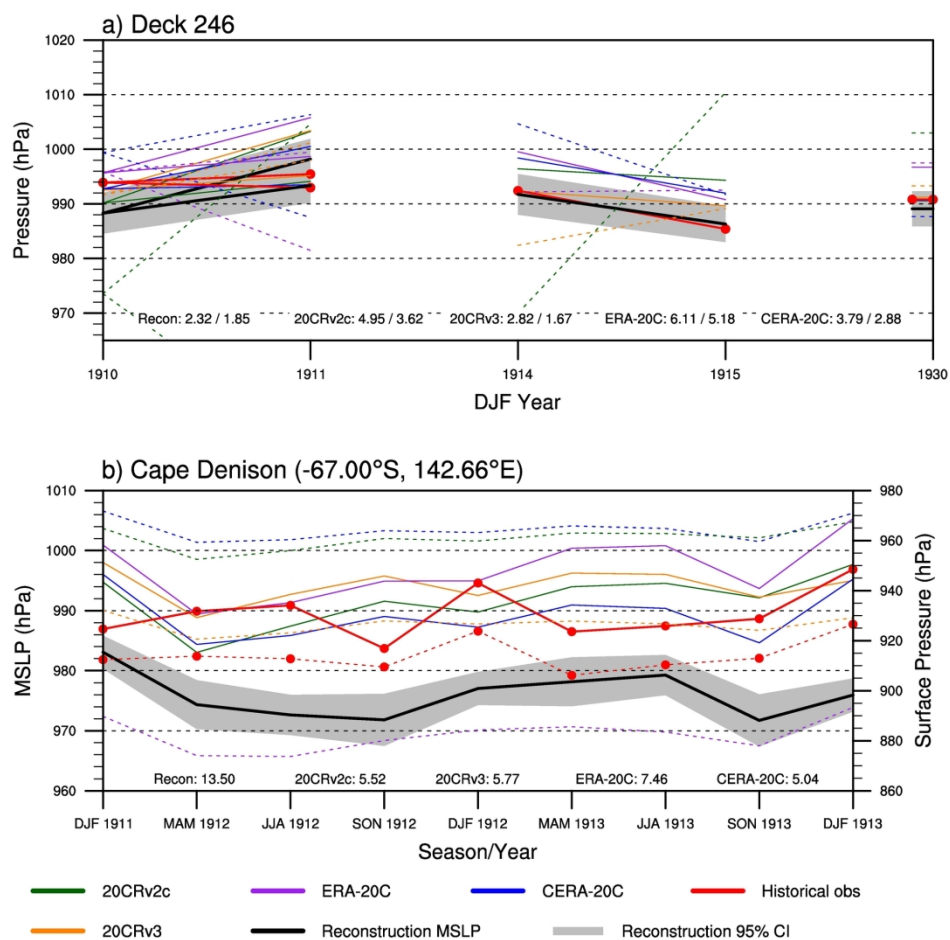 a) Deck 246
1020
1010
1000
990
980
970
Pressure (hPa)
Recon: 2.32 / 1.85 20CRv2c: 4.95 / 3.62 20CRv3: 2.82 / 1.67 ERA-20C: 6.11 / 5.18 CERA-20C: 3.79 / 2.88
1910 1911 1914 1915 1930
DJF Year
b) Cape Denison (-67.00°S, 142.66°E)
1010
1000
990
980
970
960
MSLP (hPa)
980
960
940
920
900
880
860
Surface Pressure (hPa)
Recon: 13.50 20CRv2c: 5.52 20CRv3: 5.77 ERA-20C: 7.46 CERA-20C: 5.04
DJF 1911 MAM 1912 JJA 1912 SON 1912 DJF 1912 MAM 1913 JJA 1913 SON 1913 DJF 1913
Season/Year
20CRv2c ERA-20C CERA-20C Historical obs
20CRv3 Reconstruction MSLP Reconstruction 95% CI